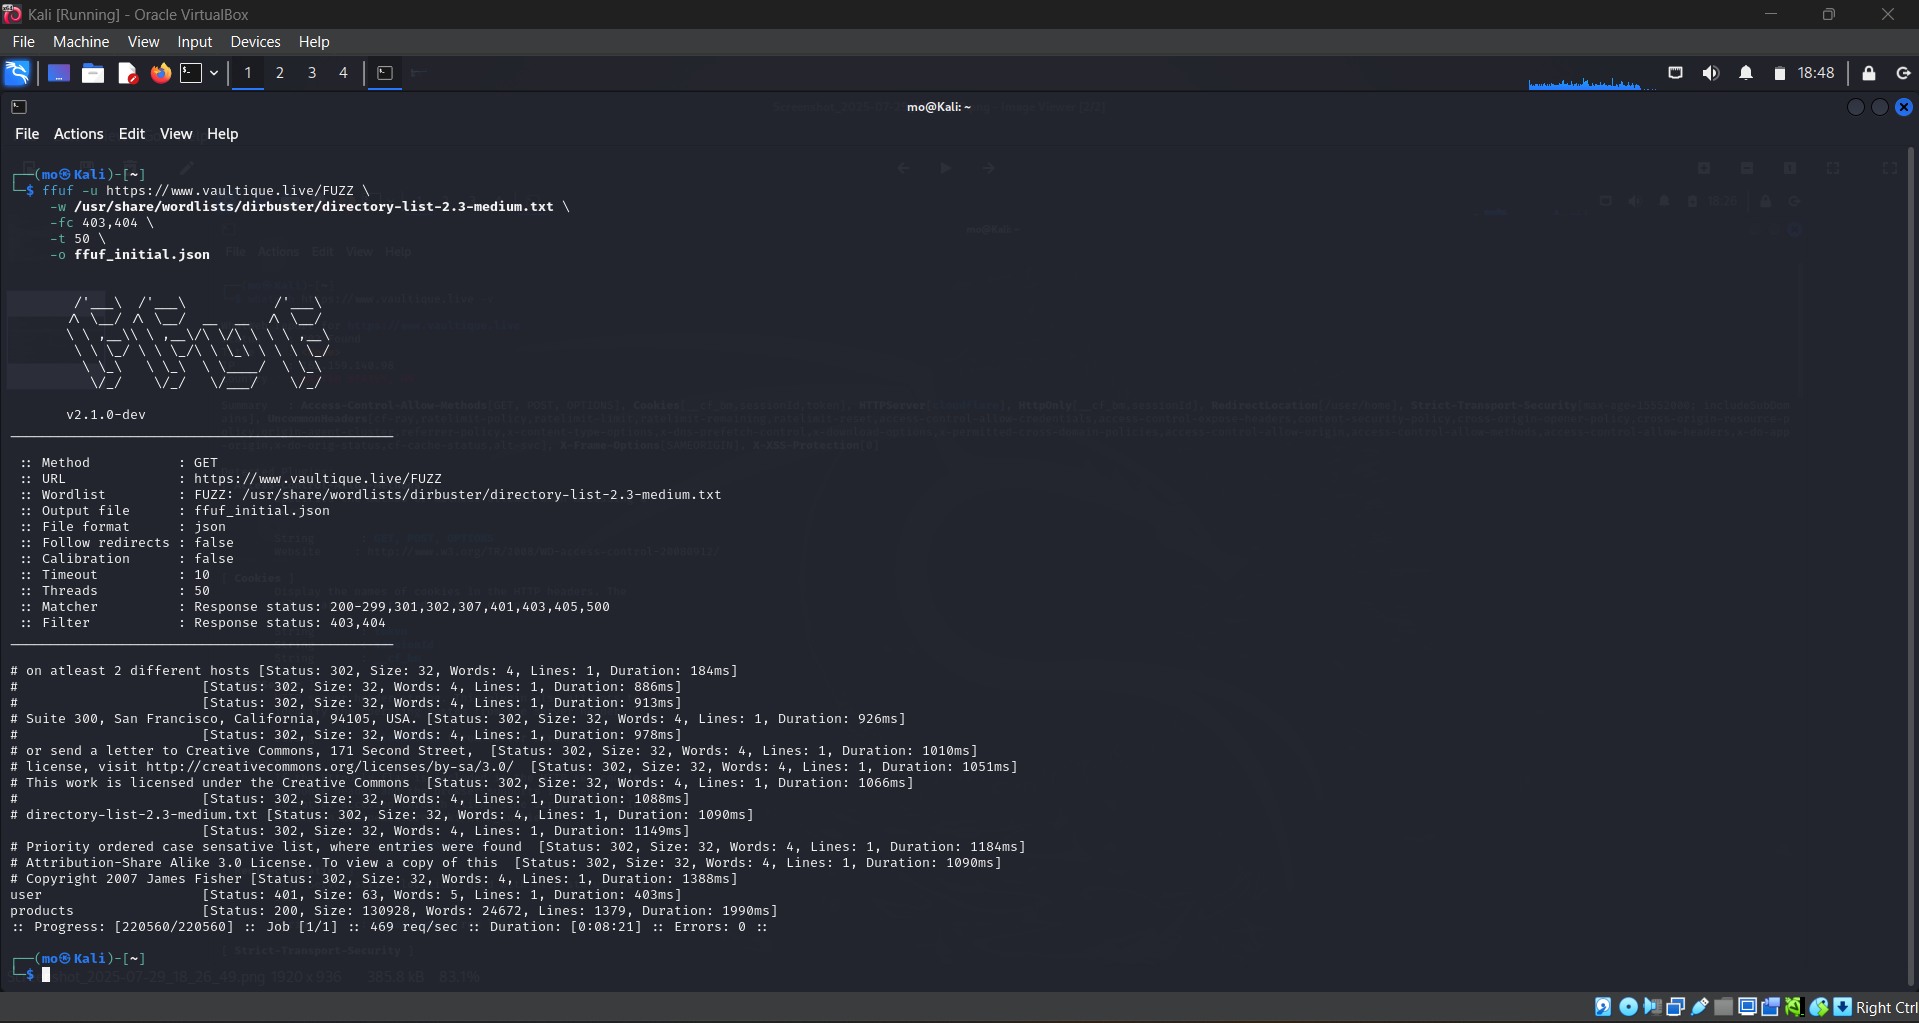 Kali [Running] - Oracle VirtualBox
File Machine View Input Devices Help
1 2 3 4 18:48
mo@Kali: ~
File Actions Edit View Help
┌──(mo㉿Kali)-[~]
└─$ ffuf -u https://www.vaultique.live/FUZZ \
-w /usr/share/wordlists/dirbuster/directory-list-2.3-medium.txt \
-fc 403,404 \
-t 50 \
-o ffuf_initial.json
/'___\ /'___\ /'___\
/\ \__/ /\ \__/ __ __ /\ \__/
\ \ ,__\\ \ ,__\/\ \/\ \ \ \ ,__\
\ \ \_/ \ \ \_/\ \ \_\ \ \ \ \_/
\ \_\ \ \_\ \ \____/ \ \_\
\/_/ \/_/ \/___/ \/_/
v2.1.0-dev
________________________________________________
:: Method : GET
:: URL : https://www.vaultique.live/FUZZ
:: Wordlist : FUZZ: /usr/share/wordlists/dirbuster/directory-list-2.3-medium.txt
:: Output file : ffuf_initial.json
:: File format : json
:: Follow redirects : false
:: Calibration : false
:: Timeout : 10
:: Threads : 50
:: Matcher : Response status: 200-299,301,302,307,401,403,405,500
:: Filter : Response status: 403,404
________________________________________________
# on atleast 2 different hosts [Status: 302, Size: 32, Words: 4, Lines: 1, Duration: 184ms]
# [Status: 302, Size: 32, Words: 4, Lines: 1, Duration: 886ms]
# [Status: 302, Size: 32, Words: 4, Lines: 1, Duration: 913ms]
# Suite 300, San Francisco, California, 94105, USA. [Status: 302, Size: 32, Words: 4, Lines: 1, Duration: 926ms]
# [Status: 302, Size: 32, Words: 4, Lines: 1, Duration: 978ms]
# or send a letter to Creative Commons, 171 Second Street, [Status: 302, Size: 32, Words: 4, Lines: 1, Duration: 1010ms]
# license, visit http://creativecommons.org/licenses/by-sa/3.0/ [Status: 302, Size: 32, Words: 4, Lines: 1, Duration: 1051ms]
# This work is licensed under the Creative Commons [Status: 302, Size: 32, Words: 4, Lines: 1, Duration: 1066ms]
# [Status: 302, Size: 32, Words: 4, Lines: 1, Duration: 1088ms]
# directory-list-2.3-medium.txt [Status: 302, Size: 32, Words: 4, Lines: 1, Duration: 1090ms]
[Status: 302, Size: 32, Words: 4, Lines: 1, Duration: 1149ms]
# Priority ordered case sensative list, where entries were found [Status: 302, Size: 32, Words: 4, Lines: 1, Duration: 1184ms]
# Attribution-Share Alike 3.0 License. To view a copy of this [Status: 302, Size: 32, Words: 4, Lines: 1, Duration: 1090ms]
# Copyright 2007 James Fisher [Status: 302, Size: 32, Words: 4, Lines: 1, Duration: 1388ms]
user [Status: 401, Size: 63, Words: 5, Lines: 1, Duration: 403ms]
products [Status: 200, Size: 130928, Words: 24672, Lines: 1379, Duration: 1990ms]
:: Progress: [220560/220560] :: Job [1/1] :: 469 req/sec :: Duration: [0:08:21] :: Errors: 0 ::
┌──(mo㉿Kali)-[~]
└─$
Right Ctrl